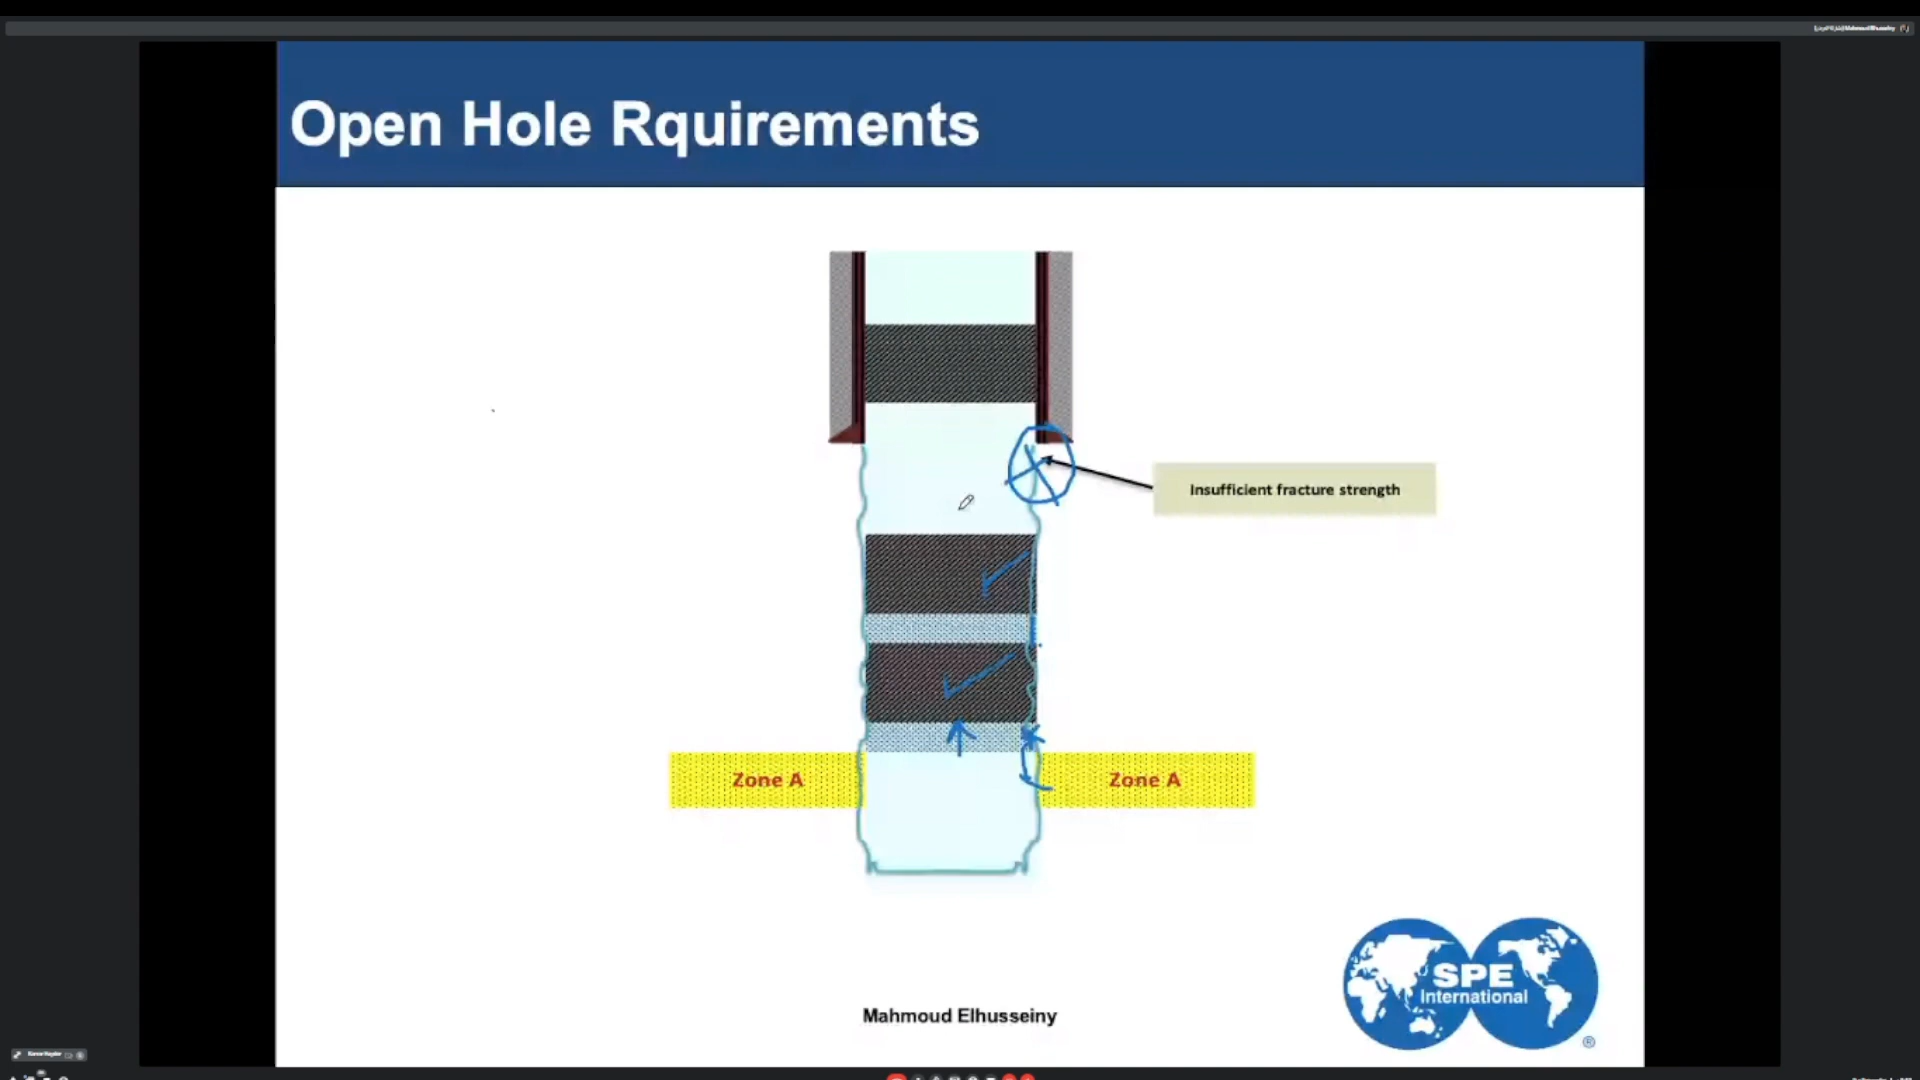 Open Hole Rquirements
Insufficient fracture strength
Zone A
Zone A
SPE
International
®
Mahmoud Elhusseiny